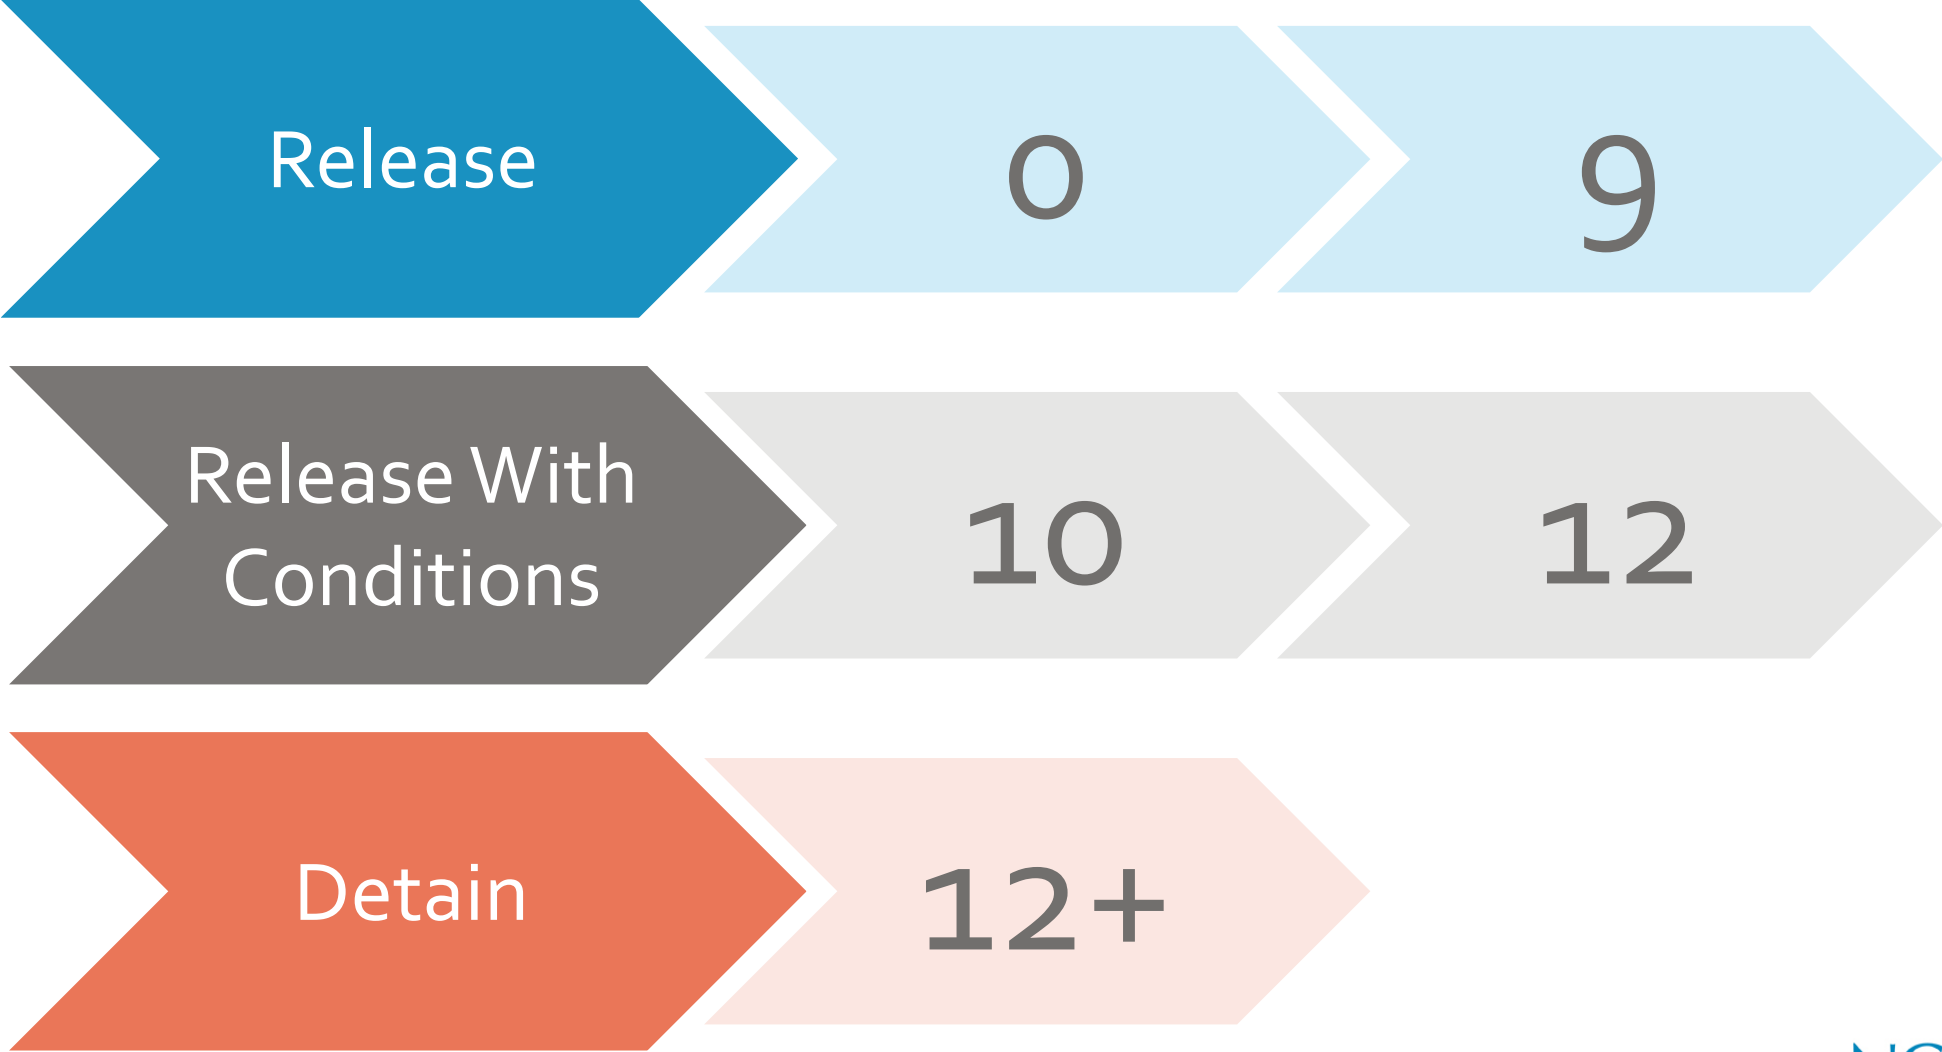 Release
0
9
Release With
Conditions
10
12
Detain
12+